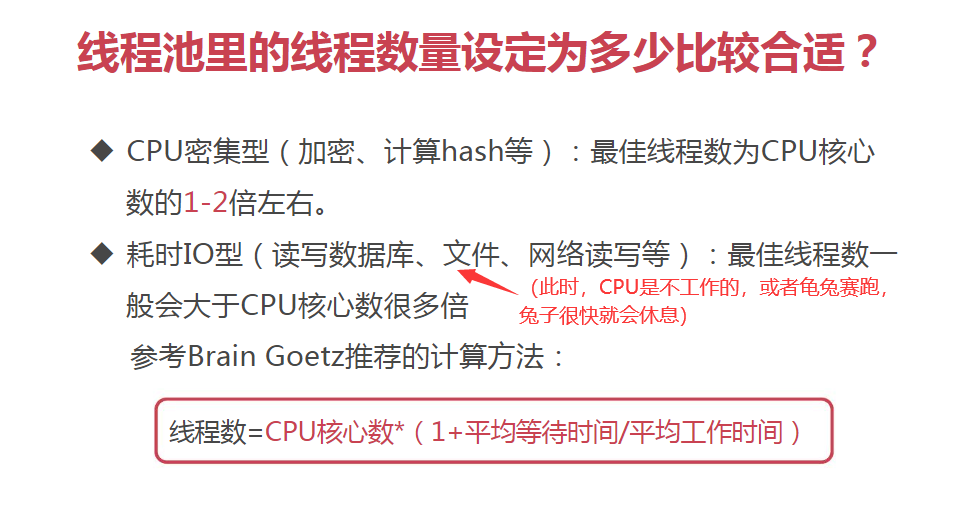 线程池里的线程数量设定为多少比较合适？
◆ CPU密集型（加密、计算hash等）：最佳线程数为CPU核心
数的1-2倍左右。
◆ 耗时IO型（读写数据库、文件、网络读写等）：最佳线程数一
（此时，CPU是不工作的，或者龟兔赛跑，
般会大于CPU核心数很多倍
兔子很快就会休息）
参考Brain Goetz推荐的计算方法：
线程数=CPU核心数*（1+平均等待时间/平均工作时间）